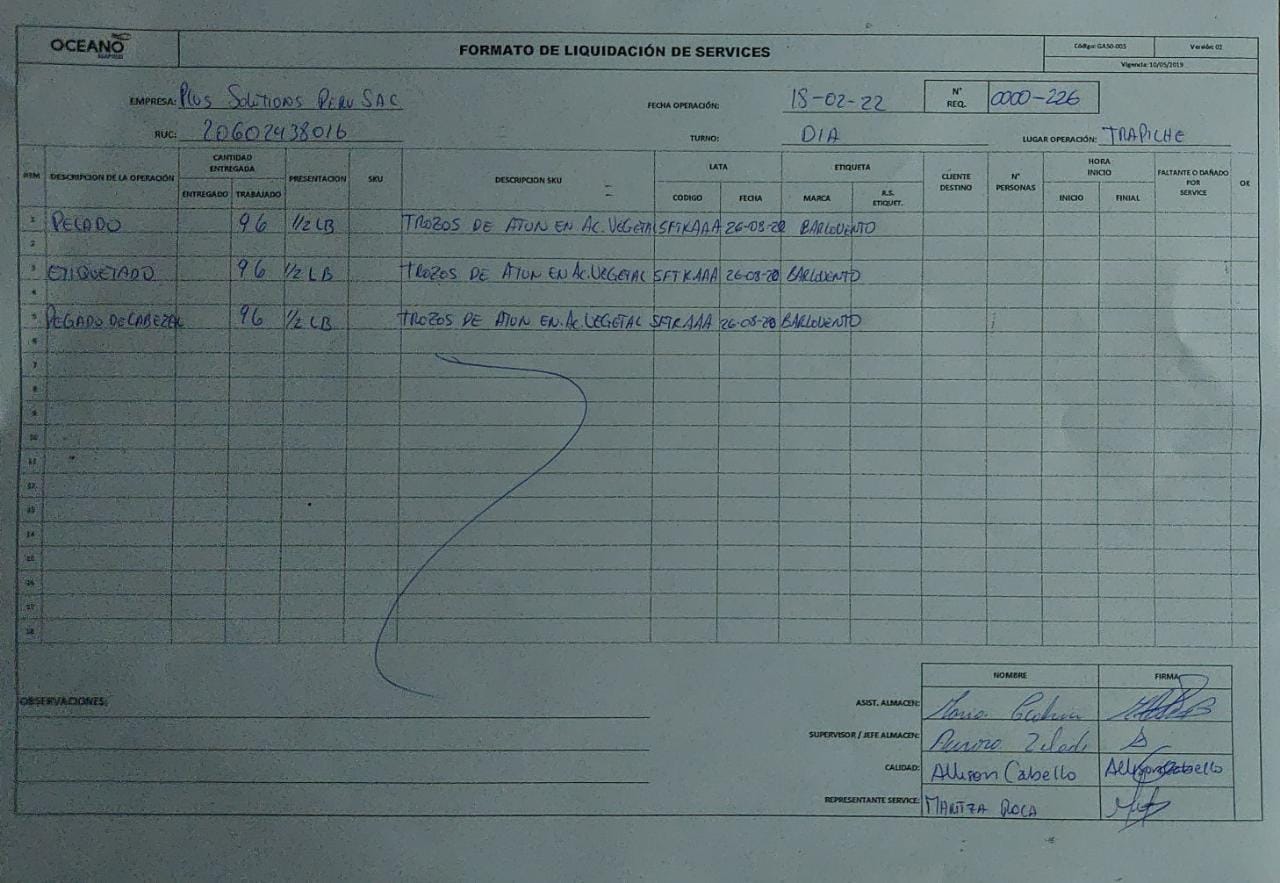 OCEANO
SEAFOOD
FORMATO DE LIQUIDACIÓN DE SERVICES
Código: GASO-005
Versión: 02
Vigencia: 10/05/2019
EMPRESA: Plus Solutions Peru SAC
FECHA OPERACIÓN: 18-02-22
N° REQ. 0000-226
RUC: 20602438016
TURNO: DIA
LUGAR OPERACIÓN: TRAPICHE
ITEM DESCRIPCION DE LA OPERACIÓN CANTIDAD ENTREGADA PRESENTACION SKU DESCRIPCION SKU LATA ETIQUETA CLIENTE DESTINO N° PERSONAS HORA INICIO FALTANTE O DAÑADO POR SERVICE OK
ENTREGADO TRABAJADO CODIGO FECHA MARCA R.S. ETIQUET. INICIO FINIAL
1 PEGADO 96 1/2 LB TROZOS DE ATUN EN AC. VEGETAL SFTKAAA 26-08-20 BARLOVENTO
2
3 ETIQUETADO 96 1/2 LB TROZOS DE ATUN EN AC. VEGETAL SFTKAAA 26-08-20 BARLOVENTO
4
5 PEGADO DE CABEZAL 96 1/2 LB TROZOS DE ATUN EN. AC. VEGETAL SFTKAAA 26-08-20 BARLOVENTO
6
7
8
9
10
11
12
13
14
15
16
17
18
NOMBRE FIRMA
OBSERVACIONES:
ASIST. ALMACEN:
SUPERVISOR / JEFE ALMACEN:
CALIDAD: Allison Cabello Allison Cabello
REPRESENTANTE SERVICE: MARITZA ROCA